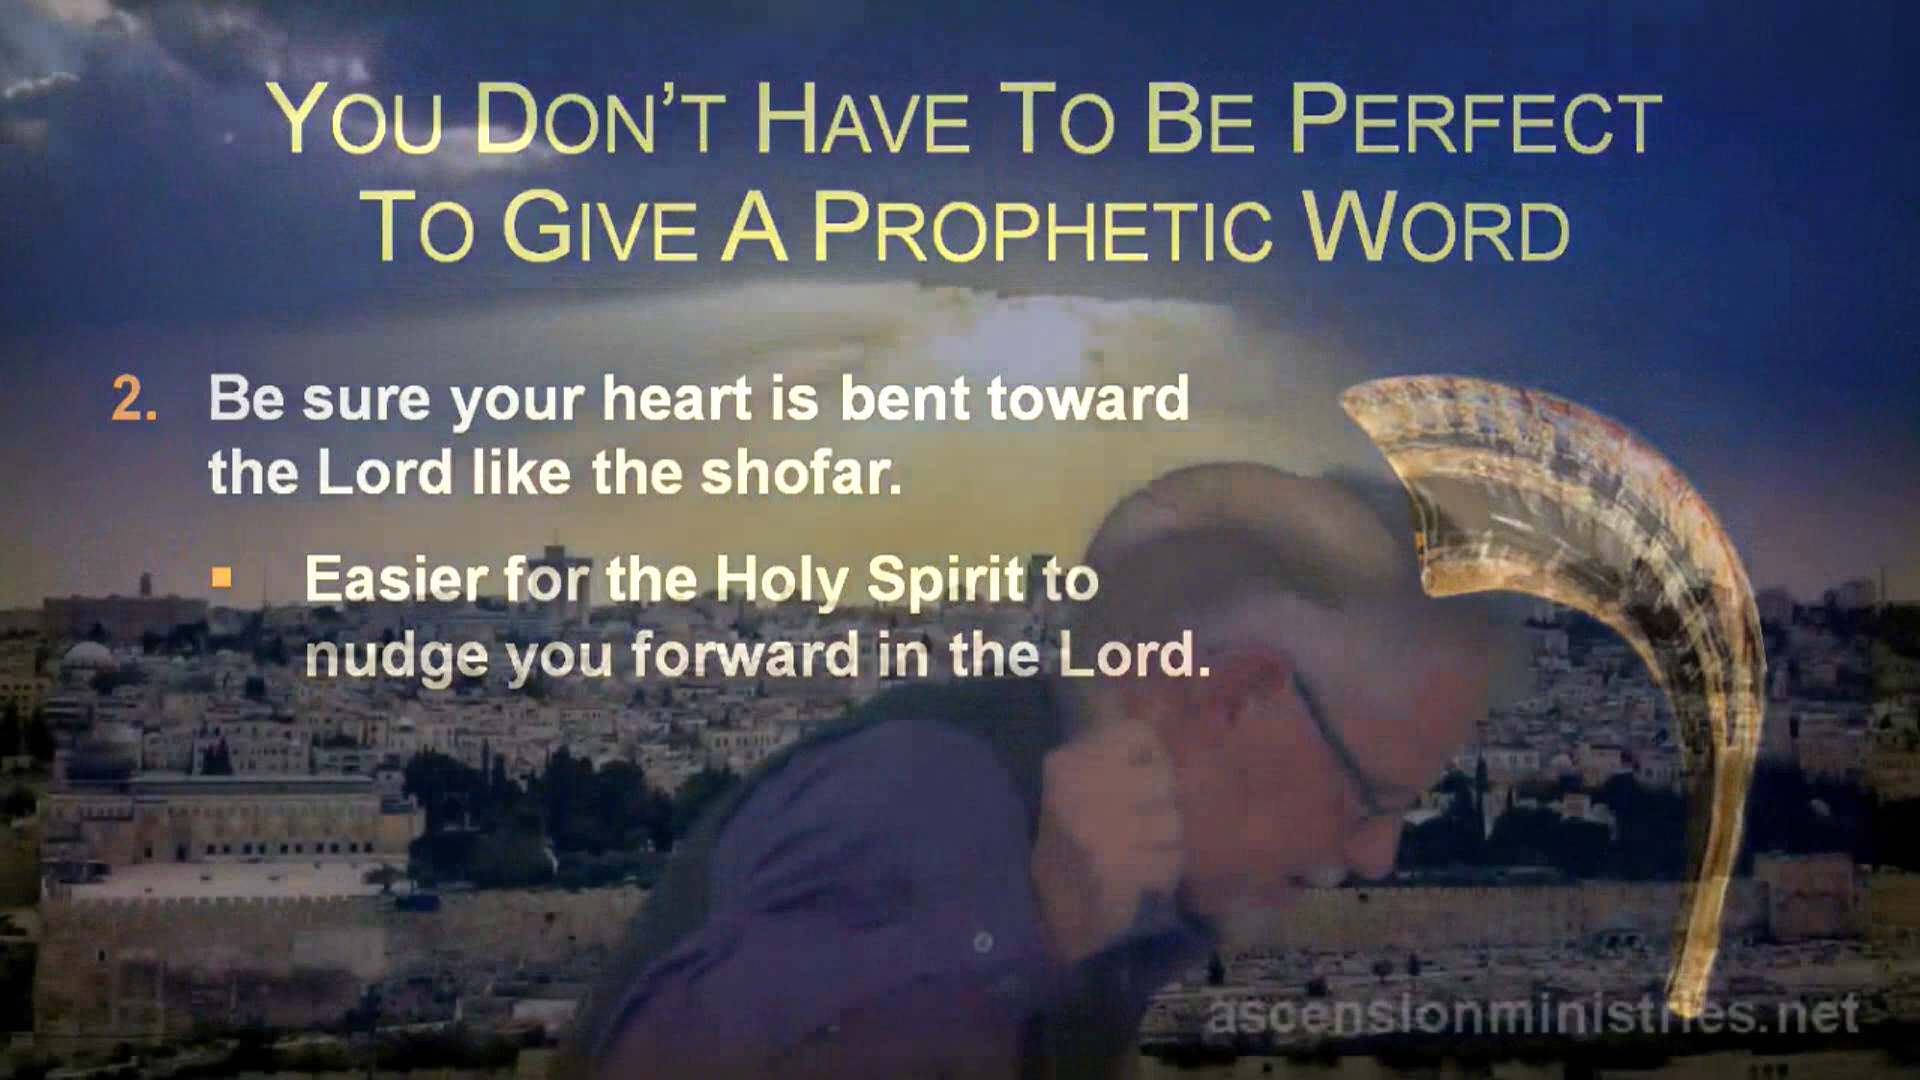 YOU DON'T HAVE TO BE PERFECT
TO GIVE A PROPHETIC WORD
2. Be sure your heart is bent toward
the Lord like the shofar.
▪ Easier for the Holy Spirit to
nudge you forward in the Lord.
ascensionministries.net